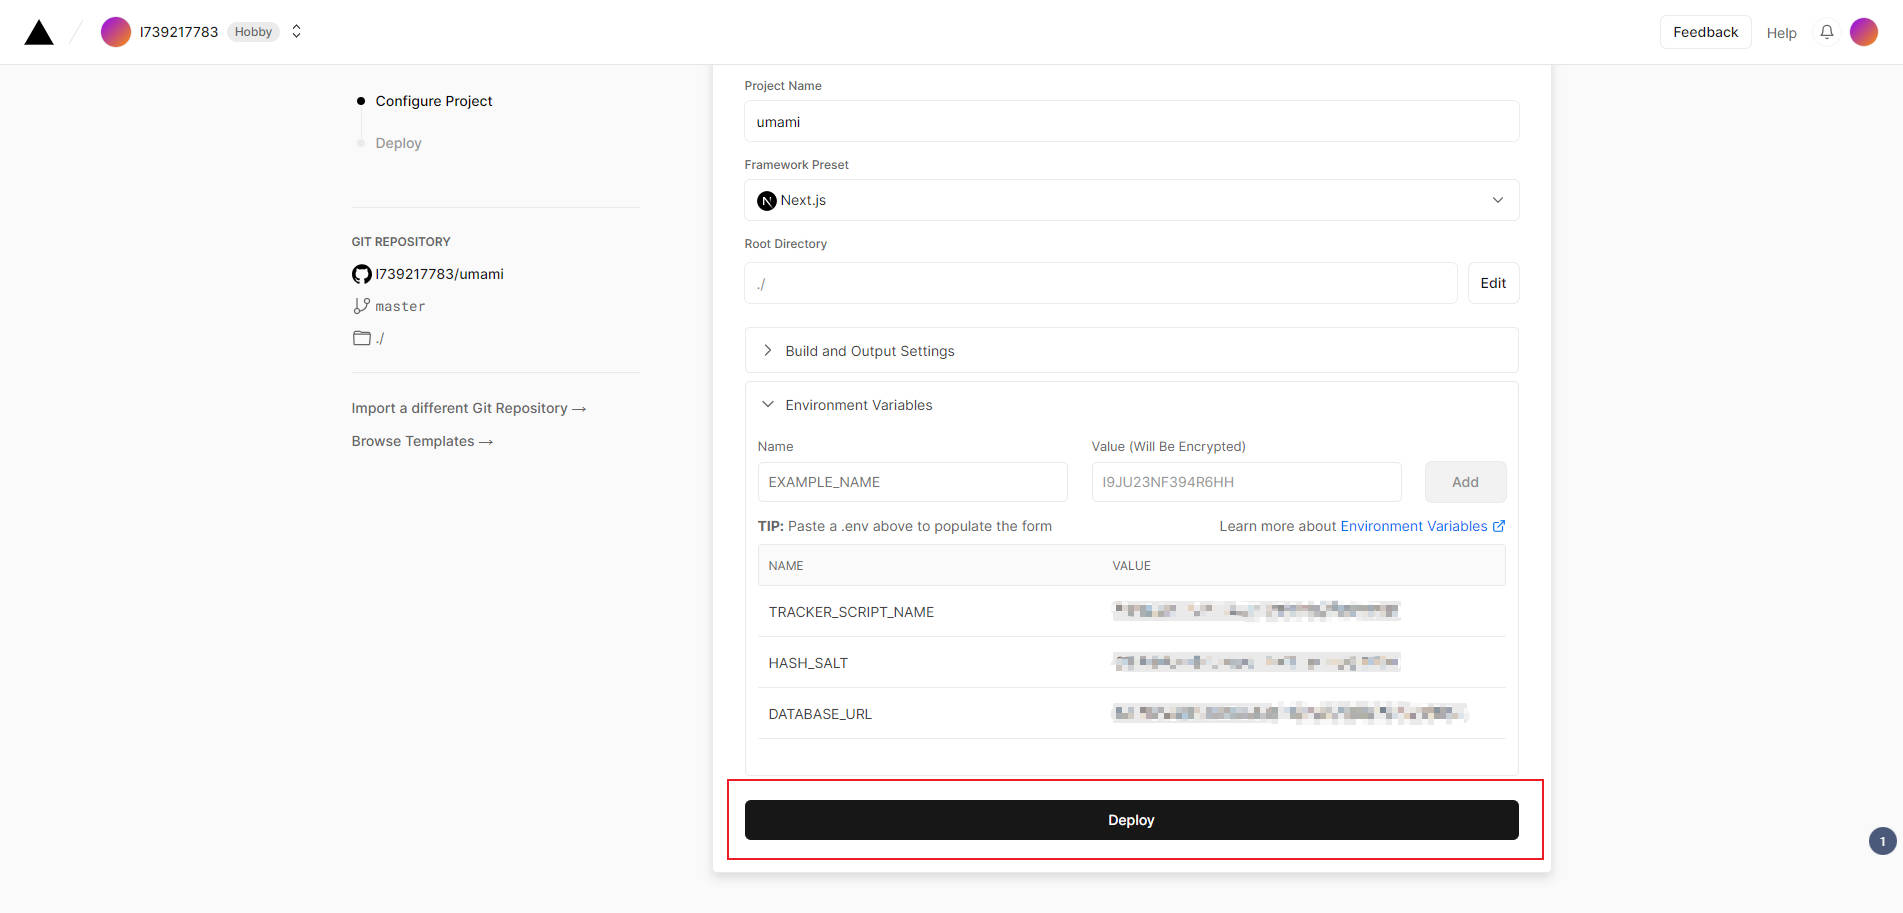 l739217783 Hobby
Feedback Help
Configure Project
Deploy
GIT REPOSITORY
l739217783/umami
master
./
Import a different Git Repository →
Browse Templates →
Project Name
umami
Framework Preset
N Next.js
Root Directory
./ Edit
Build and Output Settings
Environment Variables
Name Value (Will Be Encrypted)
EXAMPLE_NAME I9JU23NF394R6HH Add
TIP: Paste a .env above to populate the form Learn more about Environment Variables
NAME VALUE
TRACKER_SCRIPT_NAME
HASH_SALT
DATABASE_URL
Deploy
1